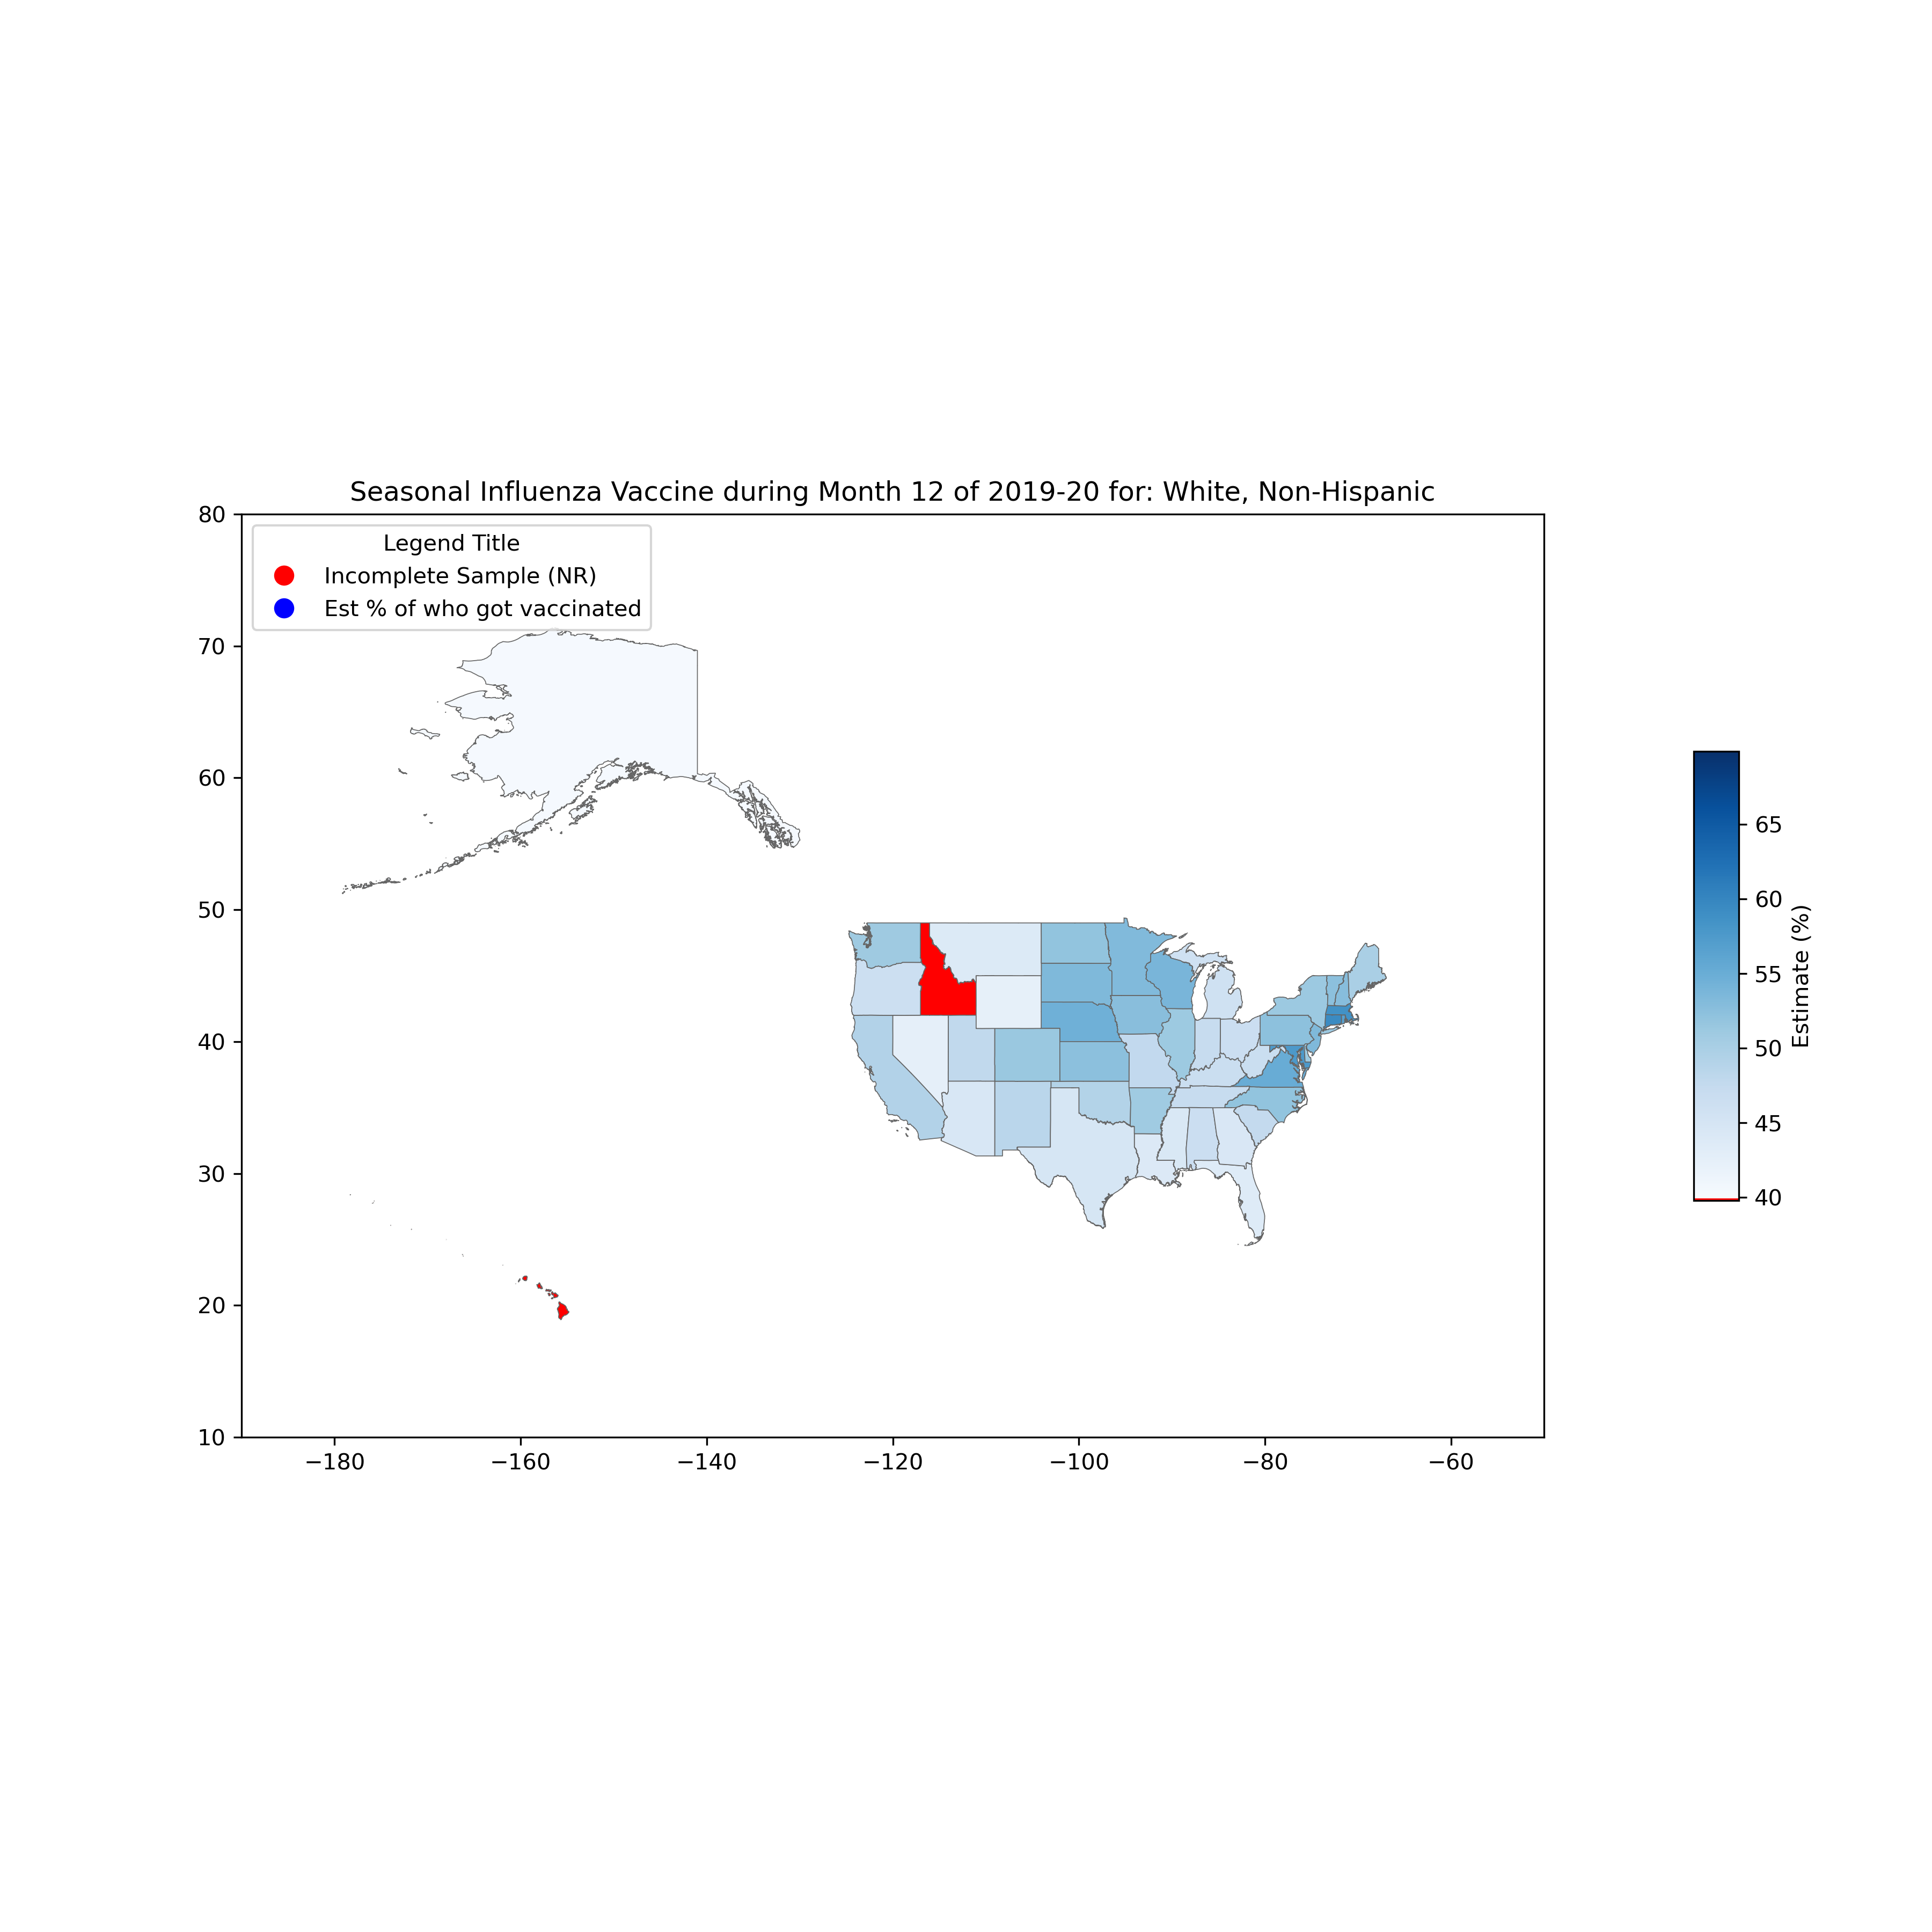 Seasonal Influenza Vaccine during Month 12 of 2019-20 for: White, Non-Hispanic
Legend Title
Incomplete Sample (NR)
Est % of who got vaccinated
80
70
60
50
40
30
20
10
−180 −160 −140 −120 −100 −80 −60
65
60
55
50
45
40
Estimate (%)